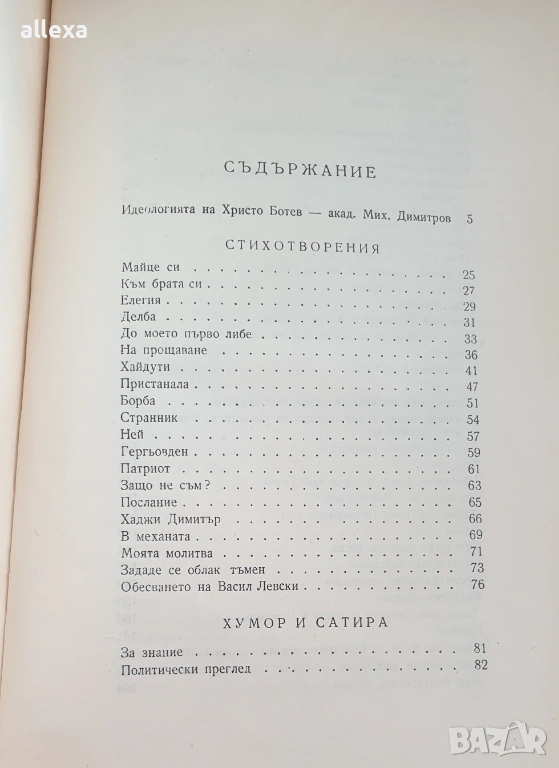 allexa
СЪДЪРЖАНИЕ
Идеологията на Христо Ботев — акад. Мих. Димитров 5
СТИХОТВОРЕНИЯ
Майце си . . . . . . . . . . . . . . . . . . 25
Към брата си . . . . . . . . . . . . . . . . 27
Елегия . . . . . . . . . . . . . . . . . . . 29
Делба . . . . . . . . . . . . . . . . . . . 31
До моето първо либе . . . . . . . . . . . . 33
На прощаване . . . . . . . . . . . . . . . . 36
Хайдути . . . . . . . . . . . . . . . . . . 41
Пристанала . . . . . . . . . . . . . . . . . 47
Борба . . . . . . . . . . . . . . . . . . . 51
Странник . . . . . . . . . . . . . . . . . . 54
Ней . . . . . . . . . . . . . . . . . . . . 57
Гергьовден . . . . . . . . . . . . . . . . . 59
Патриот . . . . . . . . . . . . . . . . . . 61
Защо не съм? . . . . . . . . . . . . . . . . 63
Послание . . . . . . . . . . . . . . . . . . 65
Хаджи Димитър . . . . . . . . . . . . . . . 66
В механата . . . . . . . . . . . . . . . . . 69
Моята молитва . . . . . . . . . . . . . . . 71
Зададе се облак тъмен . . . . . . . . . . . 73
Обесването на Васил Левски . . . . . . . . . 76
ХУМОР И САТИРА
За знание . . . . . . . . . . . . . . . . . 81
Политически преглед . . . . . . . . . . . . 82
BAZAR